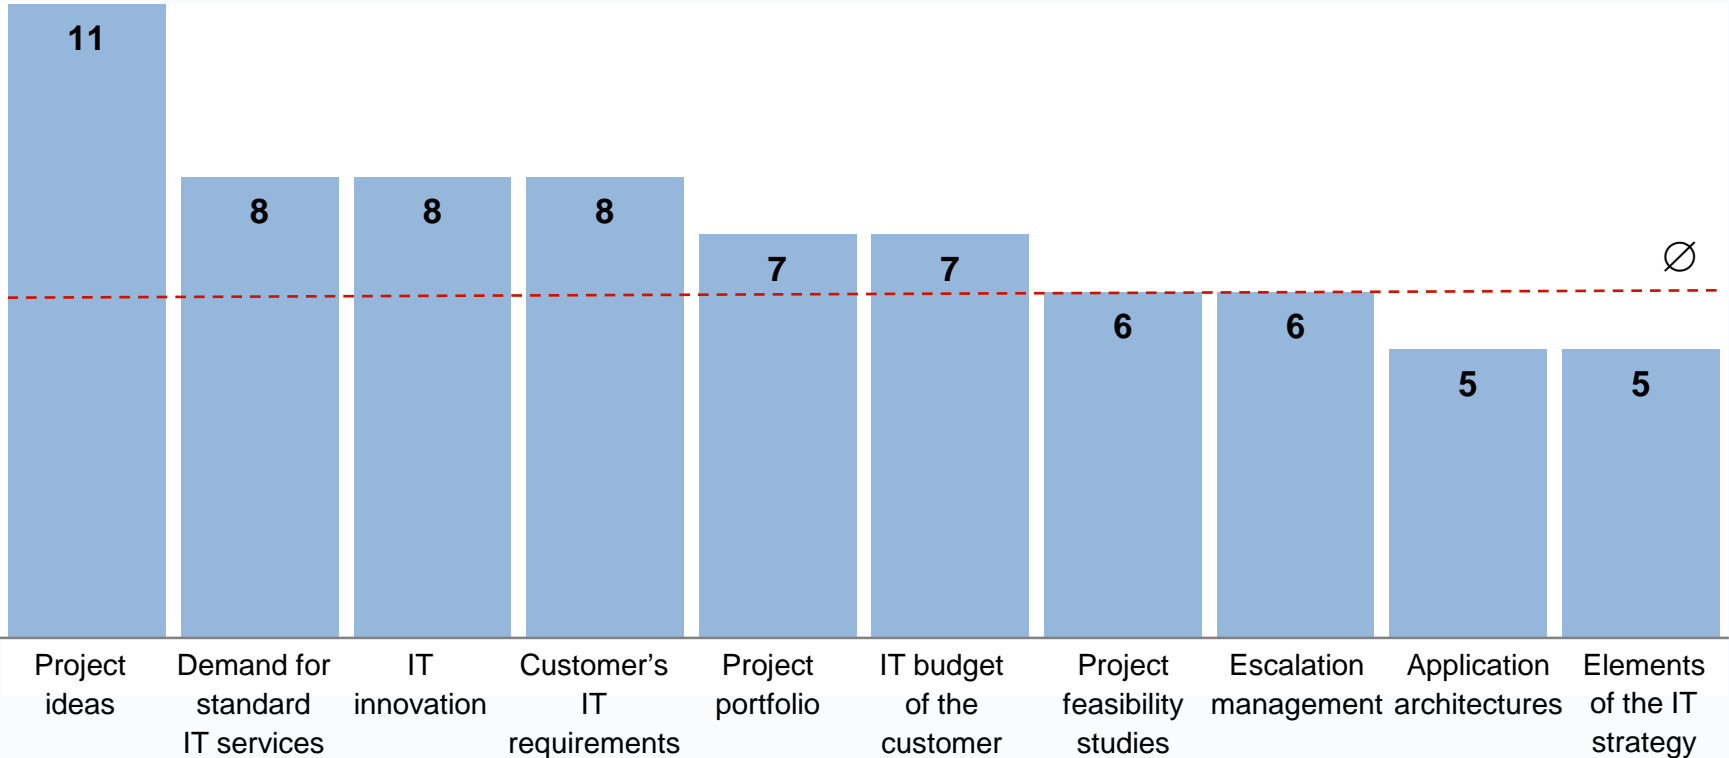 11
8
8
8
7
7
∅
6
6
5
5
Project
ideas
Demand for
standard
IT services
IT
innovation
Customer’s
IT
requirements
Project
portfolio
IT budget
of the
customer
Project
feasibility
studies
Escalation
management
Application
architectures
Elements
of the IT
strategy